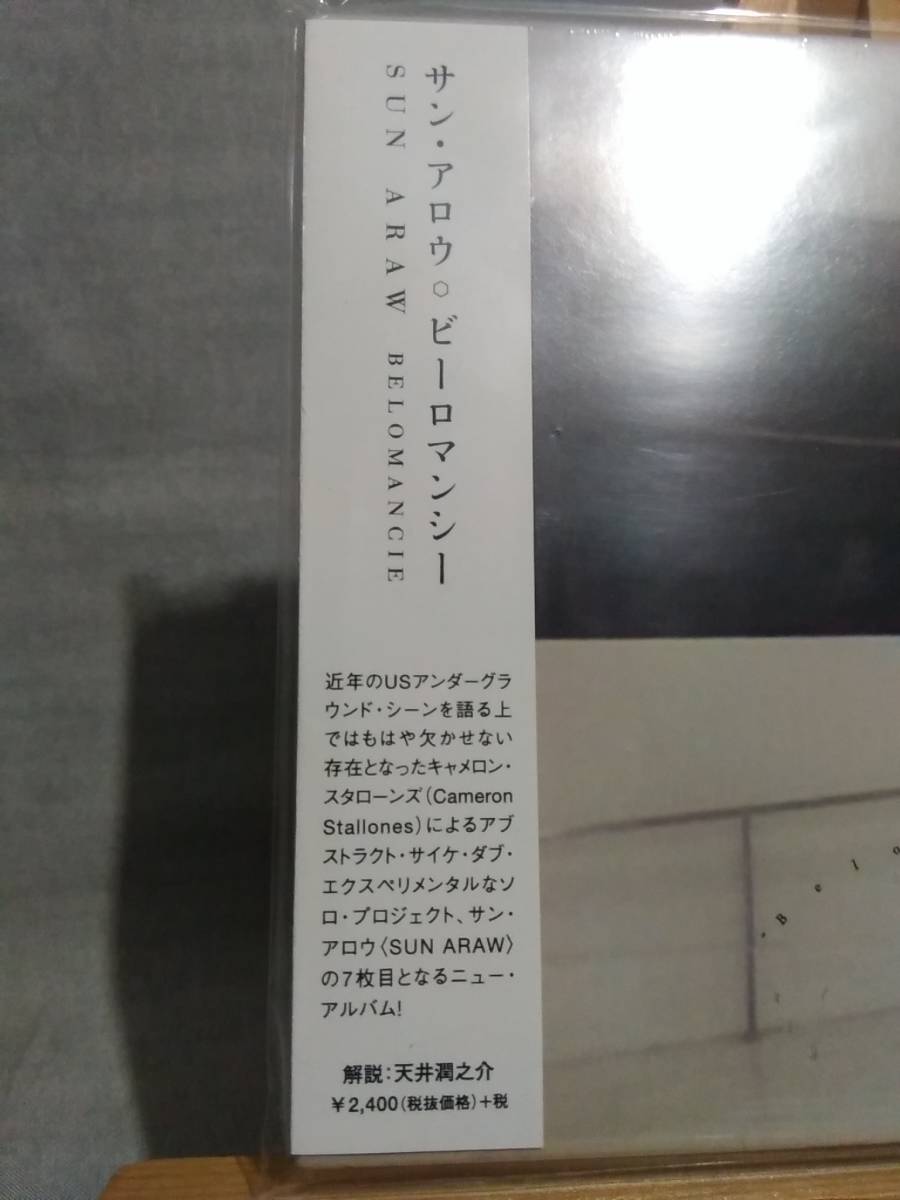 サン・アロウ○ビーロマンシー
SUN ARAW BELOMANCIE
近年のUSアンダーグラ
ウンド・シーンを語る上
ではもはや欠かせない
存在となったキャメロン・
スタローンズ(Cameron
Stallones)によるアブ
ストラクト・サイケ・ダブ・
エクスペリメンタルなソ
ロ・プロジェクト、サン・
アロウ〈SUN ARAW〉
の7枚目となるニュー・
アルバム!
解説:天井潤之介
¥2,400(税抜価格)+税
Belo